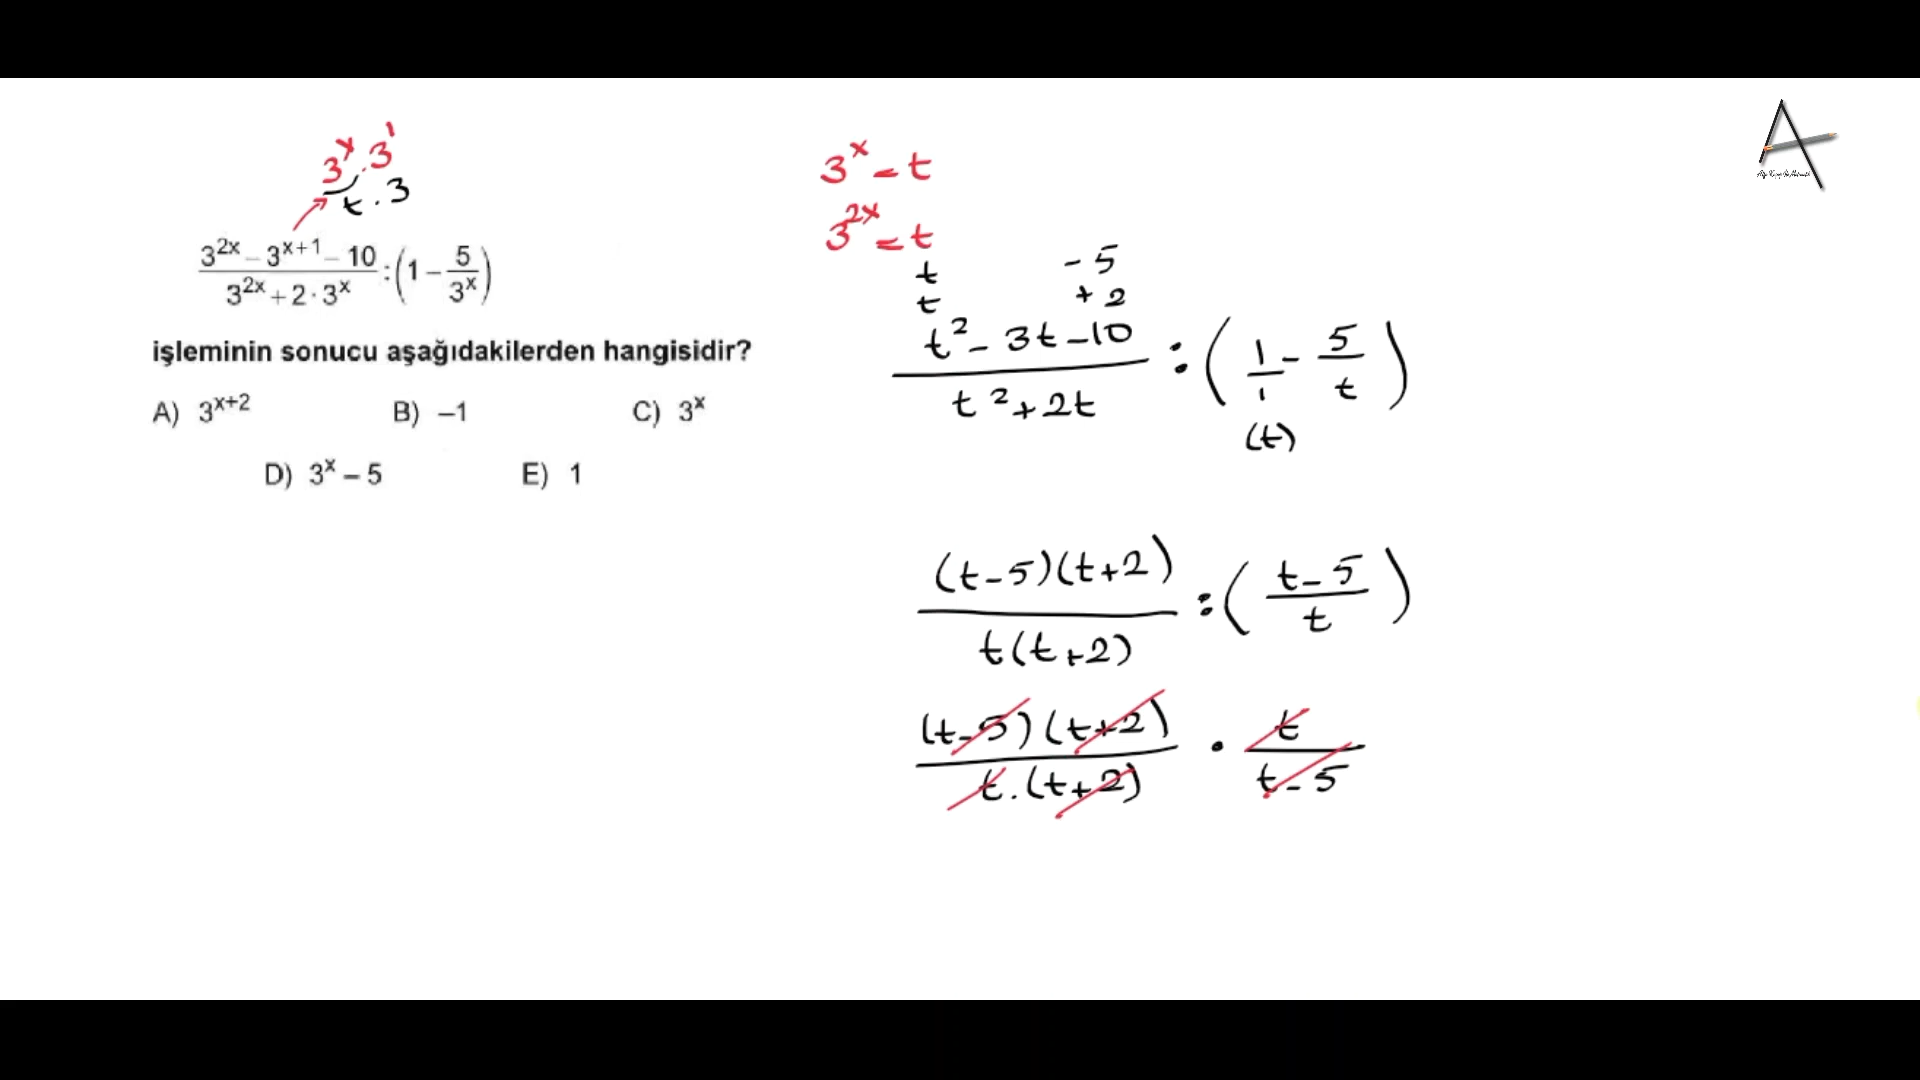 3^x . 3^1
t . 3
(3^(2x) – 3^(x+1) – 10)/(3^(2x) + 2·3^x) : (1 – 5/3^x)
işleminin sonucu aşağıdakilerden hangisidir?
A) 3^(x+2) B) –1 C) 3^x
D) 3^x – 5 E) 1
3^x = t
3^(2x) = t
t - 5
t + 2
(t^2 - 3t - 10)/(t^2 + 2t) : (1/1 - 5/t)
(t)
((t-5)(t+2))/(t(t+2)) : ((t-5)/t)
((t-5)(t+2))/(t.(t+2)) . t/(t-5)